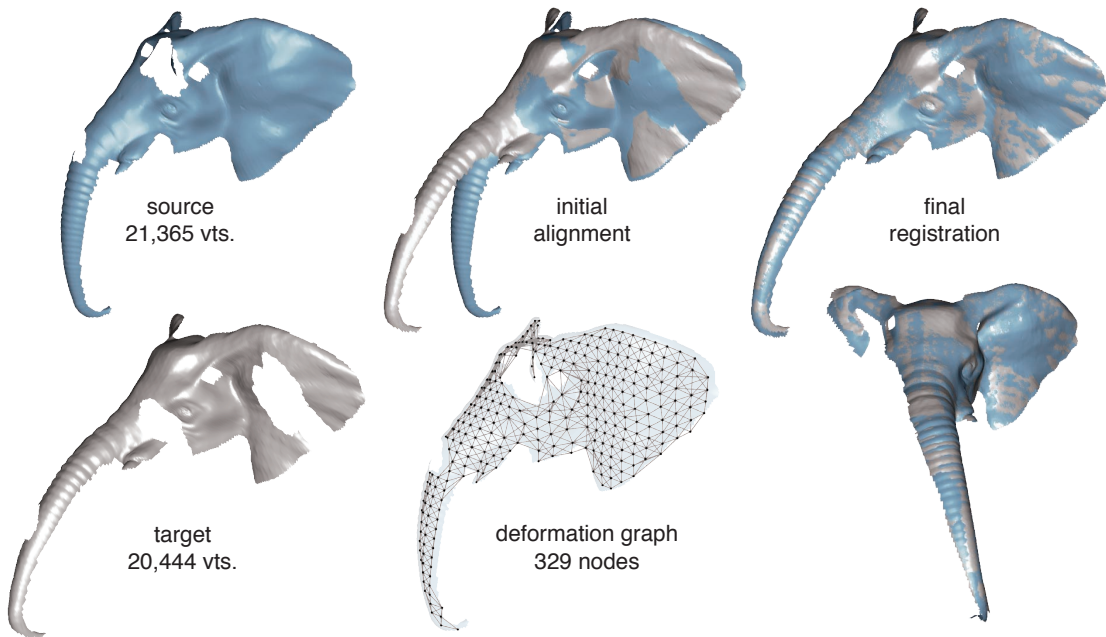 source
21,365 vts.
initial
alignment
final
registration
target
20,444 vts.
deformation graph
329 nodes